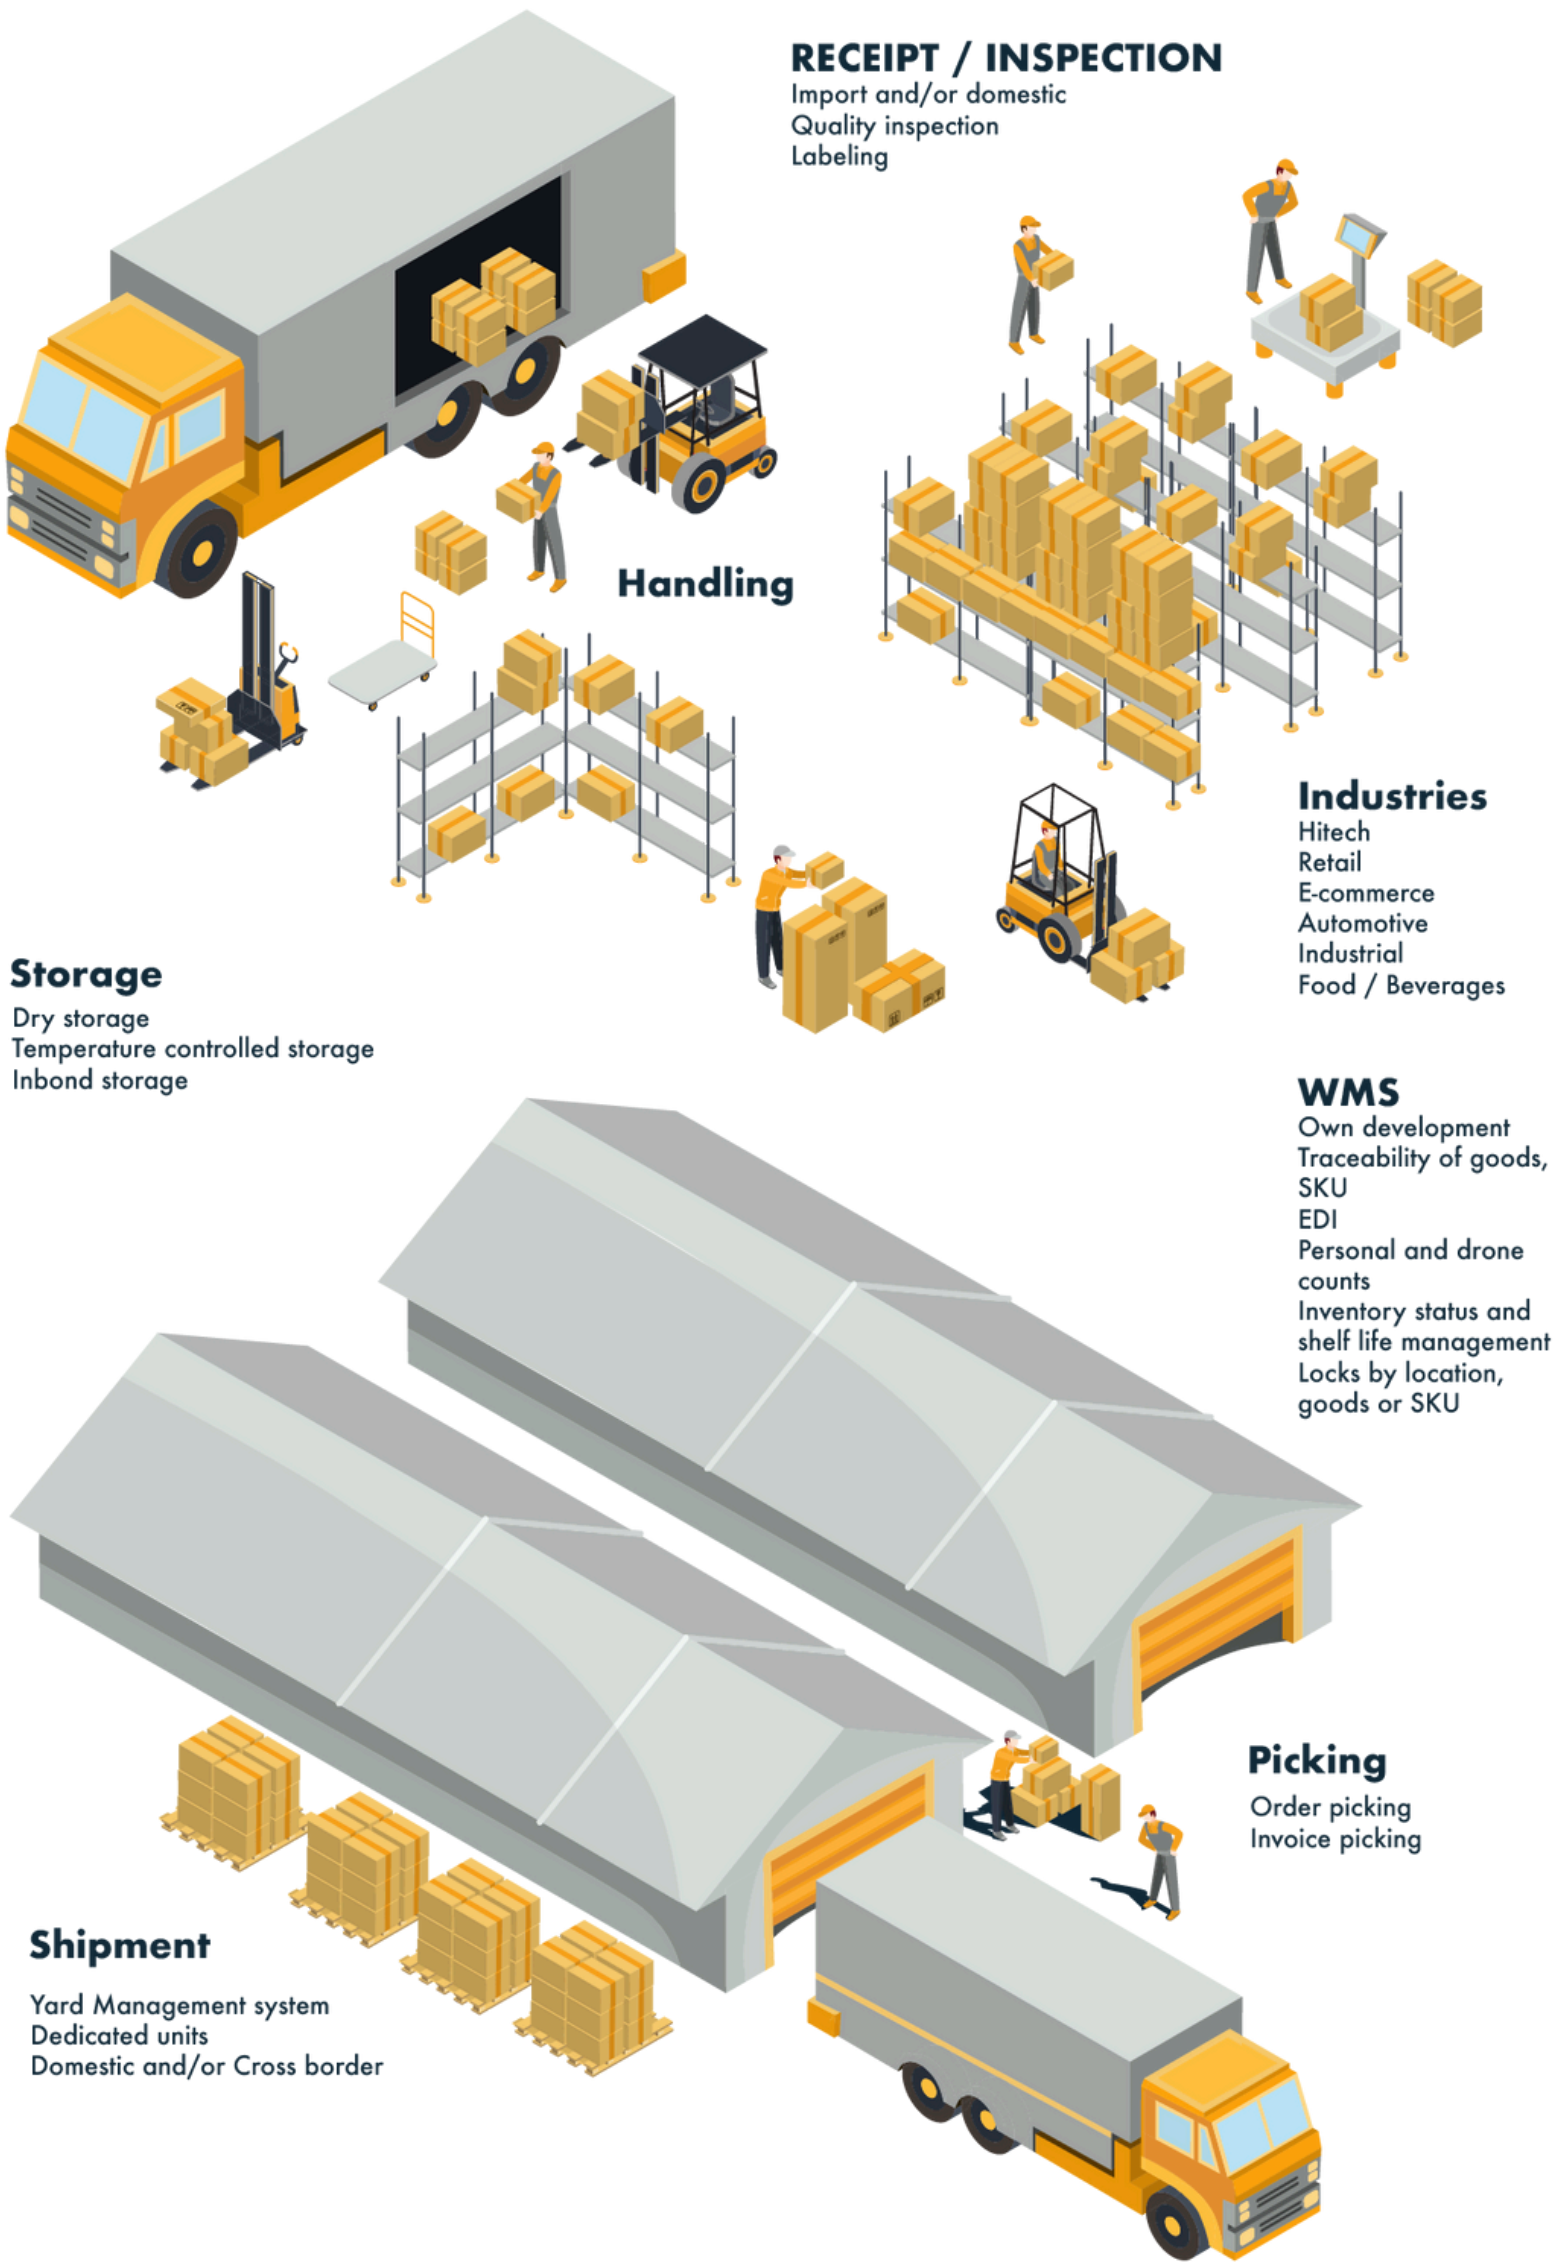 RECEIPT / INSPECTION
Import and/or domestic
Quality inspection
Labeling
Handling
Industries
Hitech
Retail
E-commerce
Automotive
Industrial
Food / Beverages
Storage
Dry storage
Temperature controlled storage
Inbond storage
WMS
Own development
Traceability of goods,
SKU
EDI
Personal and drone
counts
Inventory status and
shelf life management
Locks by location,
goods or SKU
Picking
Order picking
Invoice picking
Shipment
Yard Management system
Dedicated units
Domestic and/or Cross border